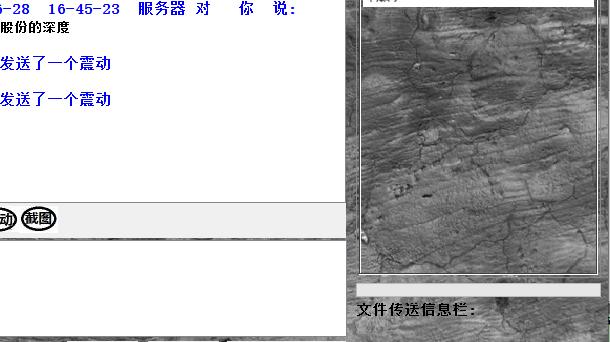 -28 16-45-23 服务器 对 你 说:
股份的深度
发送了一个震动
发送了一个震动
动 截图
文件传送信息栏: